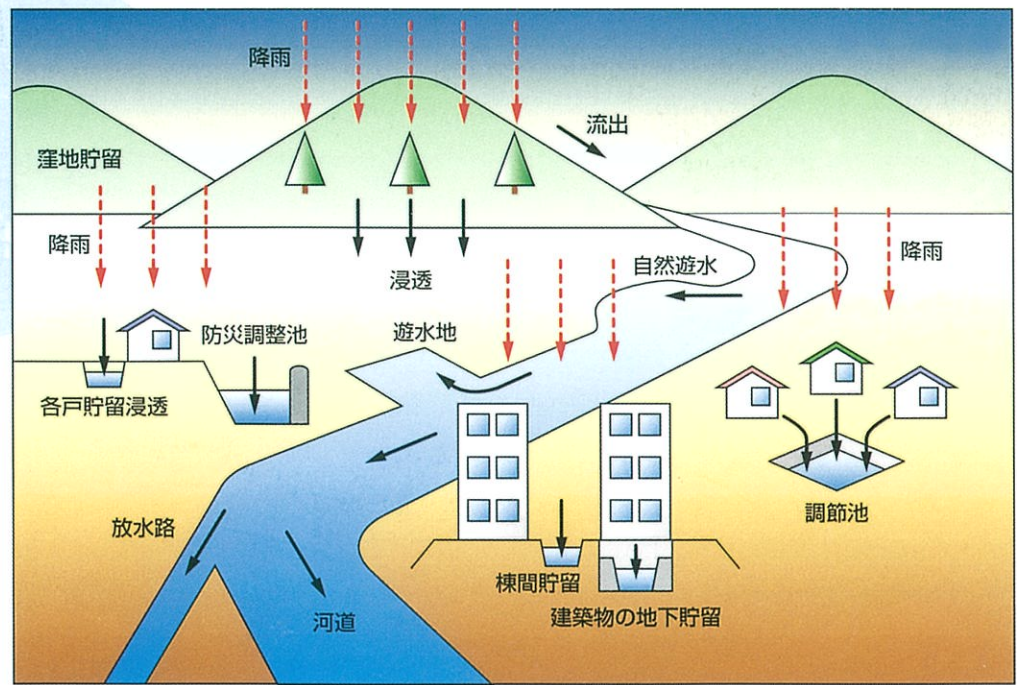 降雨
流出
窪地貯留
降雨
浸透
自然遊水
降雨
防災調整池
遊水地
各戸貯留浸透
放水路
調節池
棟間貯留
建築物の地下貯留
河道